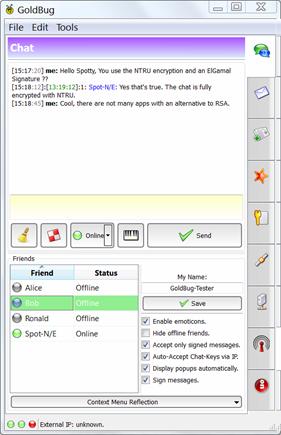 GoldBug
File Edit Tools
Chat
[15:17:20] me: Hello Spotty, You use the NTRU encryption and an ElGamal
Signature ??
[15:18:12]:[13:19:12]:1: Spot-N/E: Yes that's true. The chat is fully
encrypted with NTRU.
[15:18:45] me: Cool, there are not many apps with an alternative to RSA.
Online
Send
Friends
Friend Status
Alice Offline
Bob Offline
Ronald Offline
Spot-N/E Online
My Name:
GoldBug-Tester
Save
Enable emoticons.
Hide offline friends.
Accept only signed messages.
Auto-Accept Chat-Keys via IP.
Display popups automatically.
Sign messages.
Context Menu Reflection
External IP: unknown.